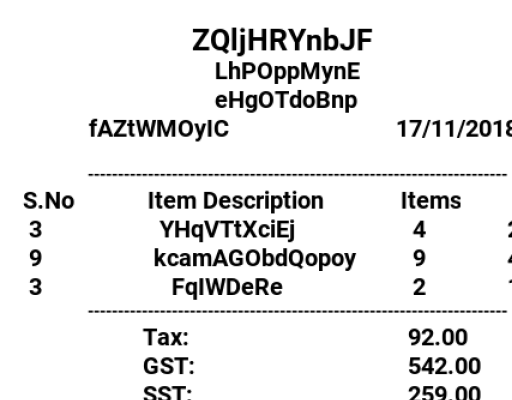 ZQljHRYnbJF
LhPOppMynE
eHgOTdoBnp
fAZtWMOyIC 17/11/2018
S.No Item Description Items
3 YHqVTtXciEj 4
9 kcamAGObdQopoy 9
3 FqIWDeRe 2
Tax: 92.00
GST: 542.00
SST: 259.00